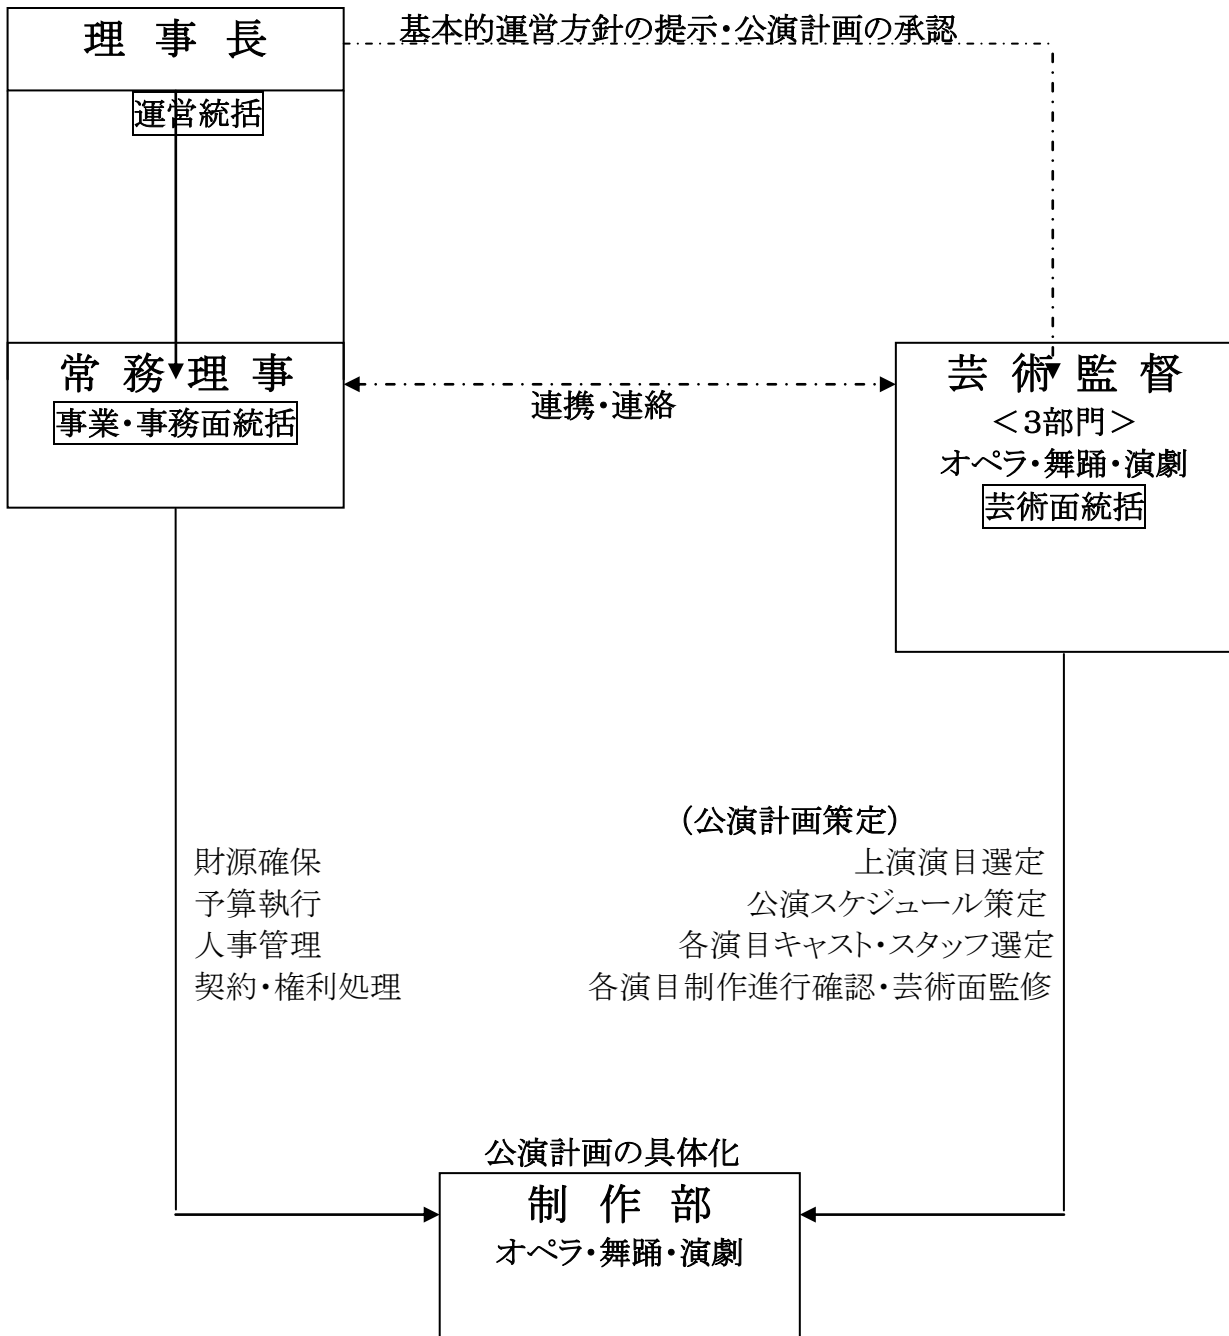 理事長
基本的運営方針の提示・公演計画の承認
運営統括
常務理事
事業・事務面統括
連携・連絡
芸術監督
＜３部門＞
オペラ・舞踊・演劇
芸術面統括
財源確保
予算執行
人事管理
契約・権利処理
（公演計画策定）
上演演目選定
公演スケジュール策定
各演目キャスト・スタッフ選定
各演目制作進行確認・芸術面監修
公演計画の具体化
制作部
オペラ・舞踊・演劇